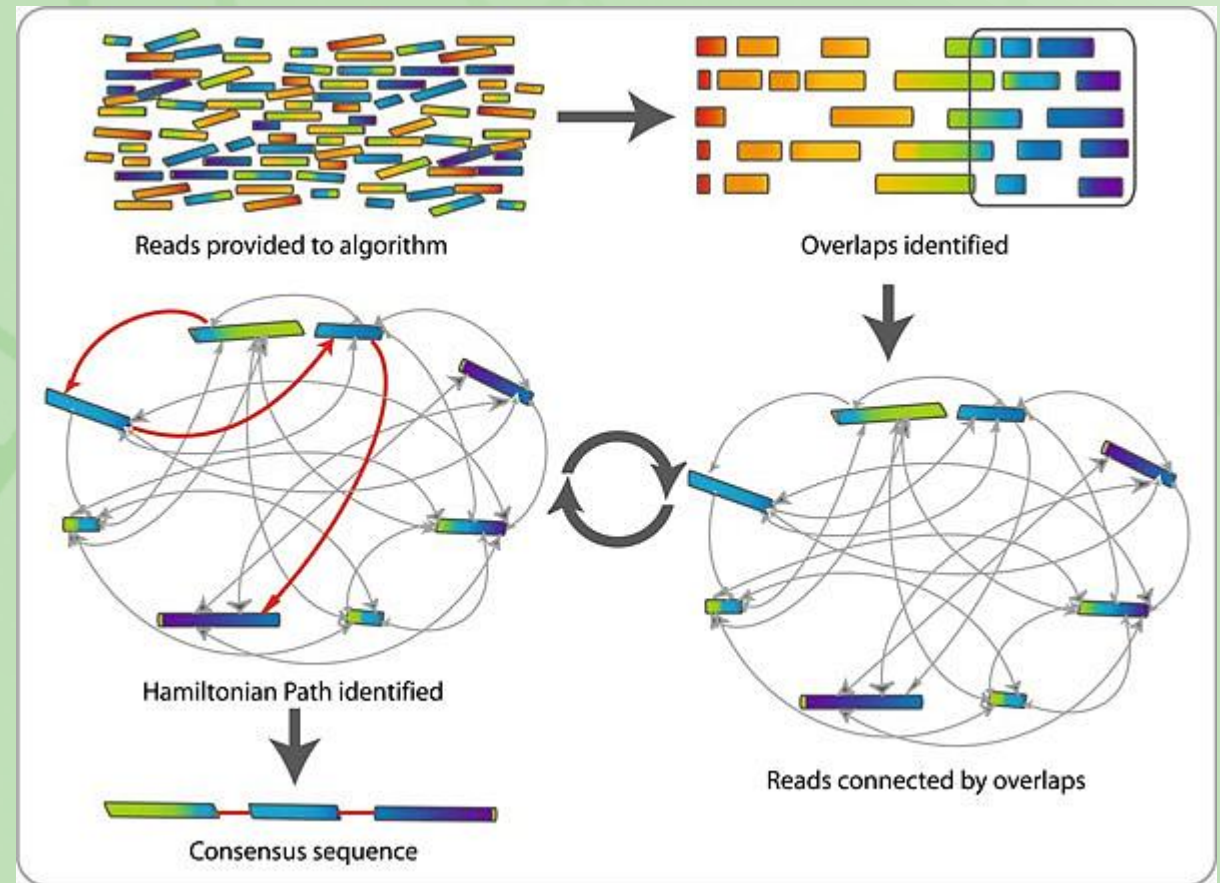 Reads provided to algorithm
Overlaps identified
Hamiltonian Path identified
Reads connected by overlaps
Consensus sequence